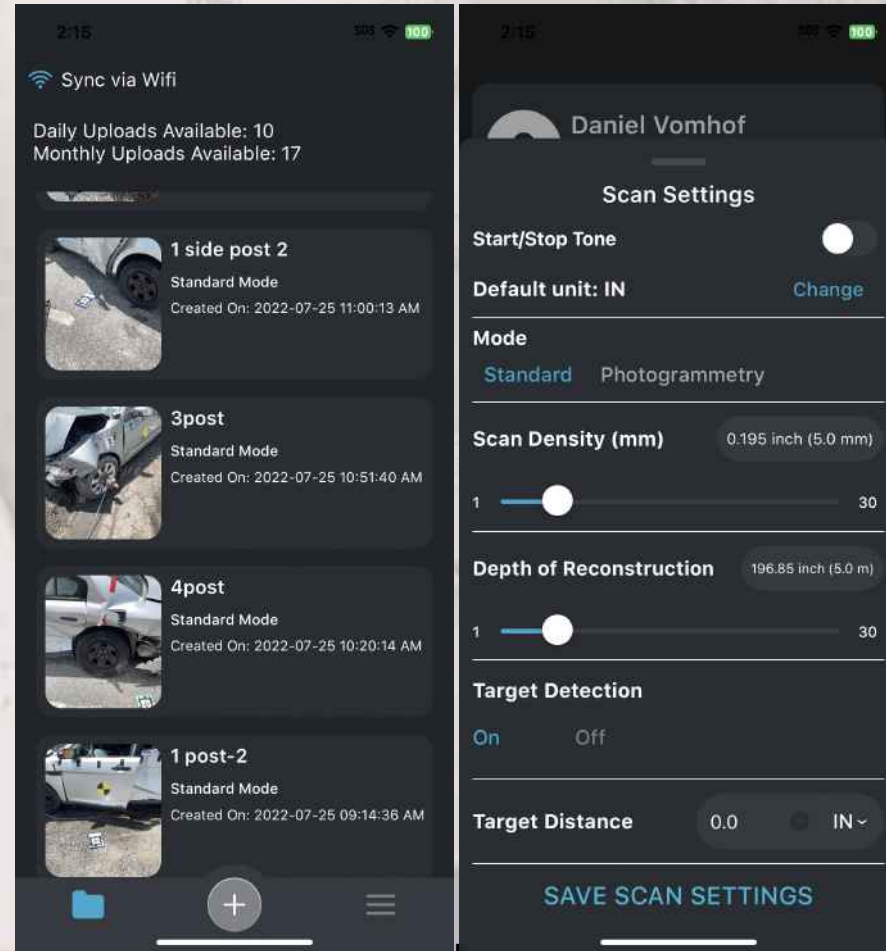 2:15
SOS
100
Sync via Wifi
Daily Uploads Available: 10
Monthly Uploads Available: 17
1 side post 2
Standard Mode
Created On: 2022-07-25 11:00:13 AM
3post
Standard Mode
Created On: 2022-07-25 10:51:40 AM
4post
Standard Mode
Created On: 2022-07-25 10:20:14 AM
1 post-2
Standard Mode
Created On: 2022-07-25 09:14:36 AM
2:15
SOS
100
Daniel Vomhof
Scan Settings
Start/Stop Tone
Default unit: IN Change
Mode
Standard Photogrammetry
Scan Density (mm) 0.195 inch (5.0 mm)
1 30
Depth of Reconstruction 196.85 inch (5.0 m)
1 30
Target Detection
On Off
Target Distance 0.0 IN
SAVE SCAN SETTINGS